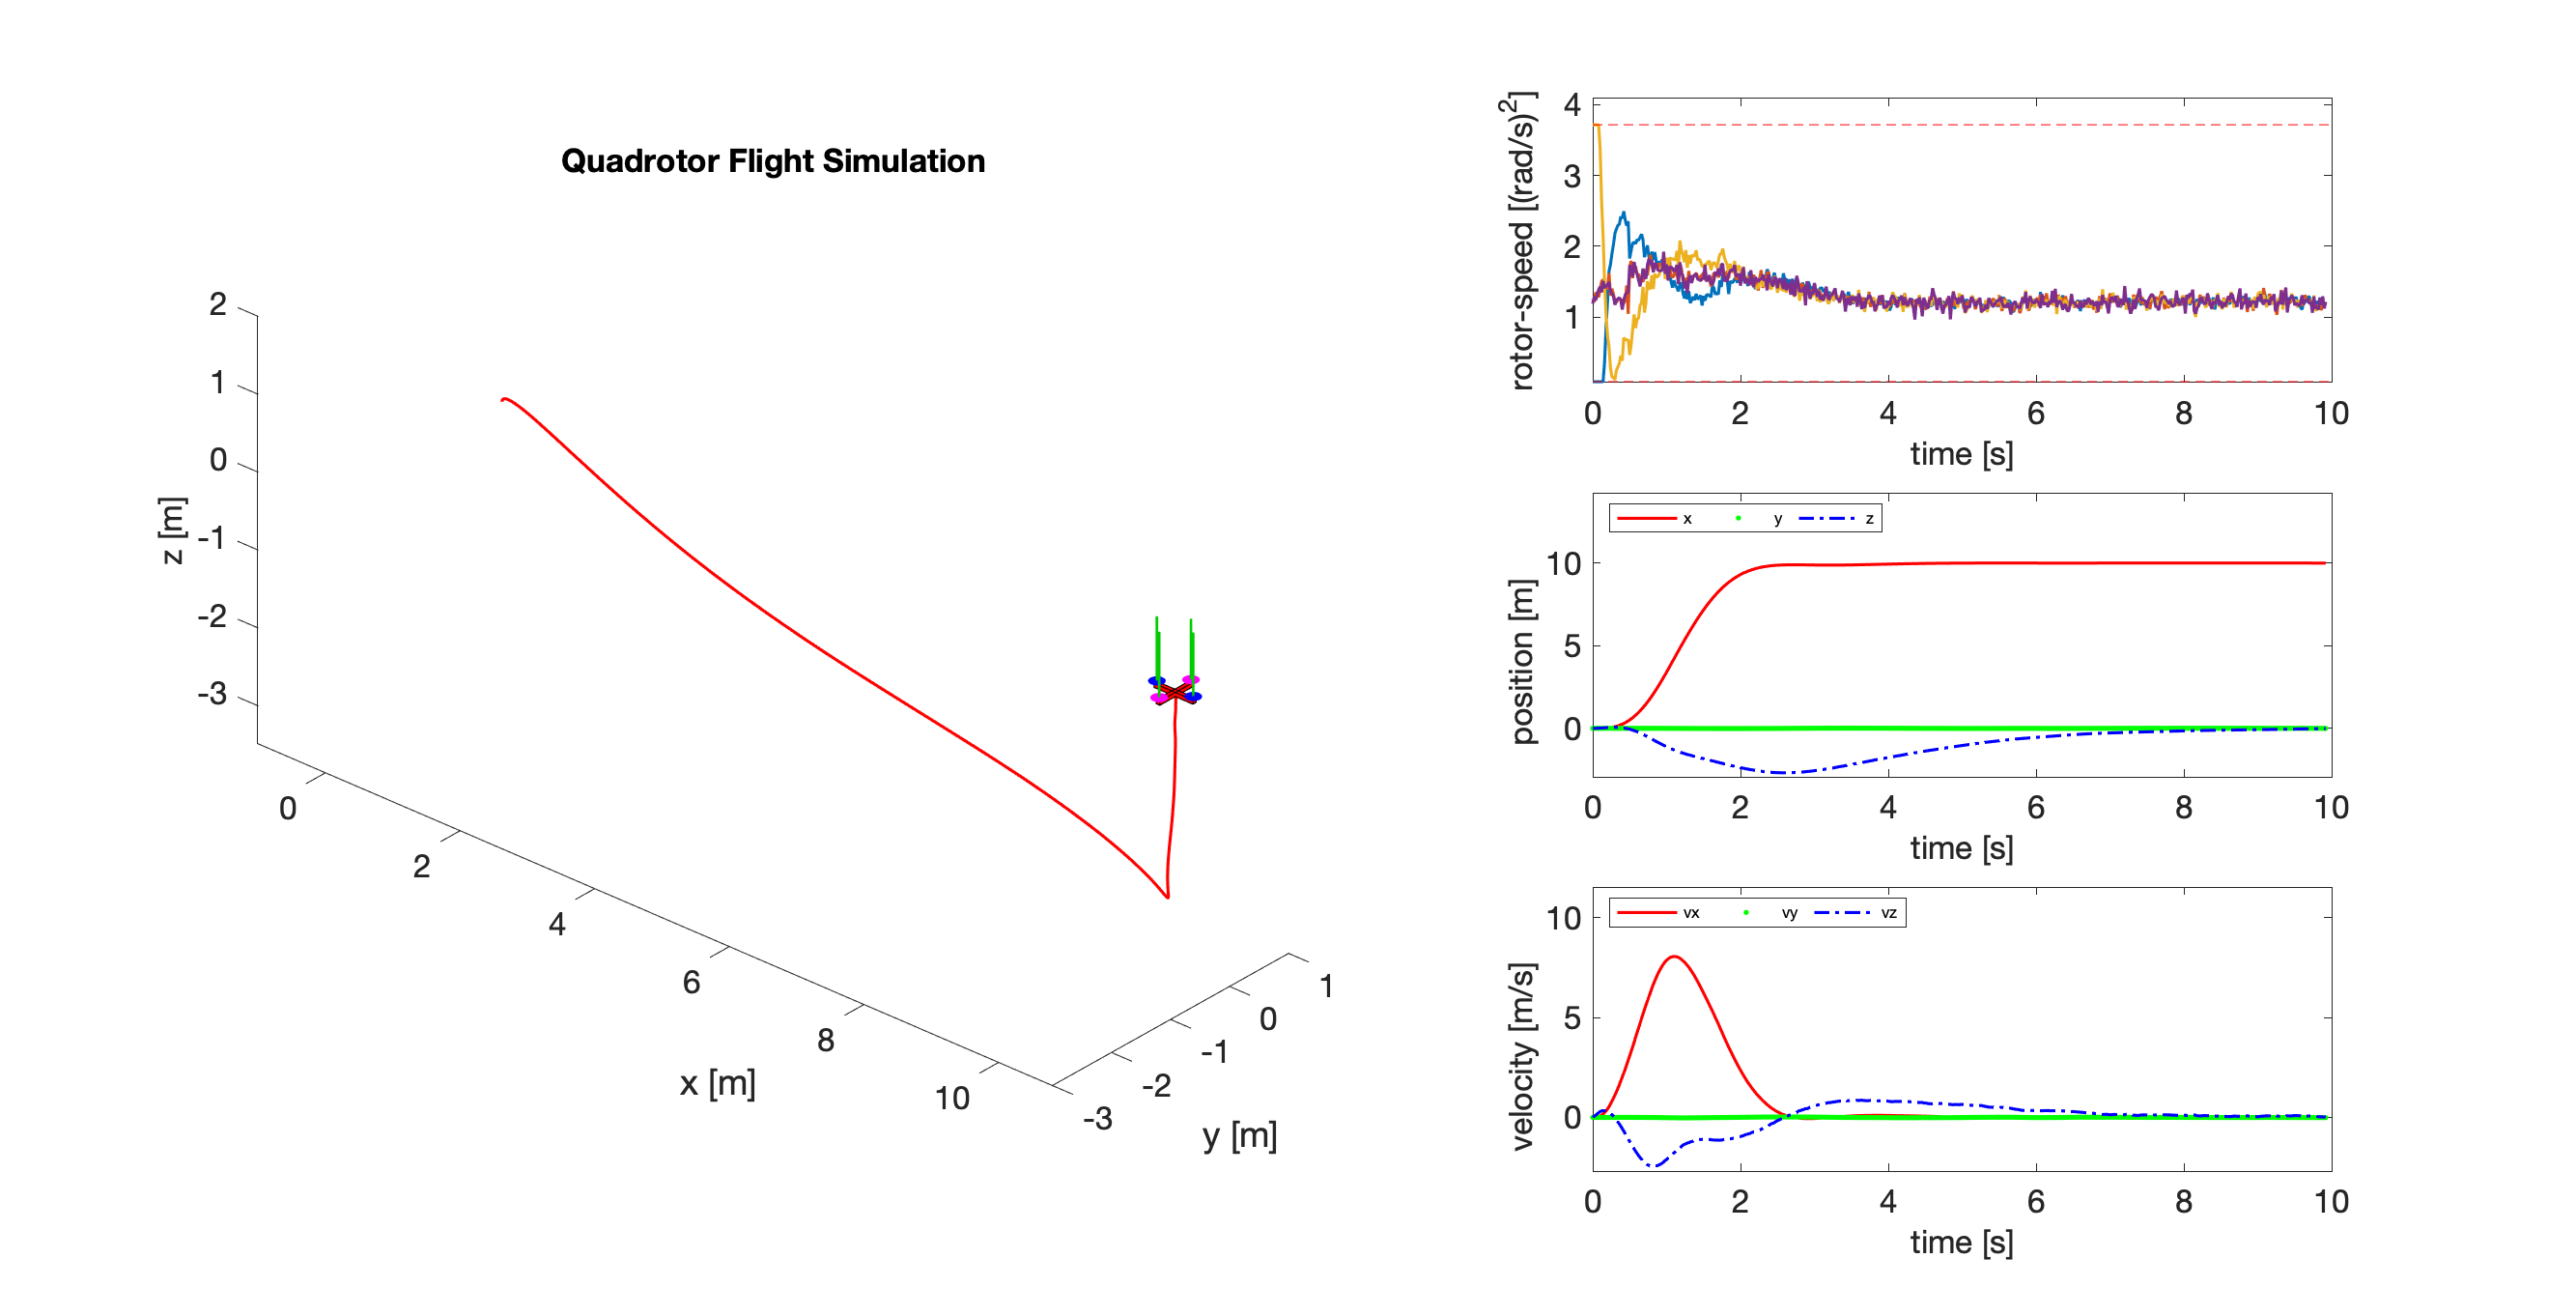 Quadrotor Flight Simulation
2
1
0
-1
-2
-3
z [m]
0
2
4
6
8
10
x [m]
-3
-2
-1
0
1
y [m]
4
3
2
1
rotor-speed [(rad/s)²]
0 2 4 6 8 10
time [s]
x y z
10
5
0
position [m]
0 2 4 6 8 10
time [s]
vx vy vz
10
5
0
velocity [m/s]
0 2 4 6 8 10
time [s]